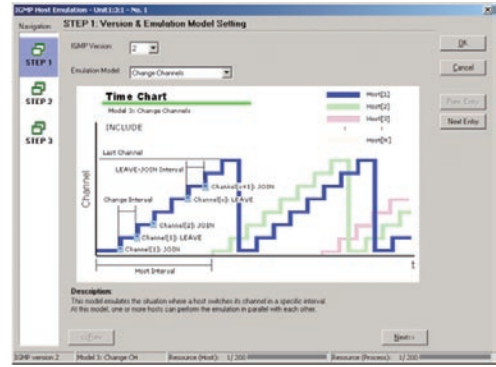 IGMP Host Emulation - Unit1:3:1 - No. 1
Navigation
STEP 1: Version & Emulation Model Setting
STEP 1
STEP 2
STEP 3
IGMP Version
2
Emulation Model
Change Channels
OK
Cancel
Prev Entry
Next Entry
Time Chart
Model 3: Change Channels
Host[1]
Host[2]
Host[3]
Host[N]
INCLUDE
Last Channel
LEAVE-JOIN Interval
Channel[n+1]: JOIN
Channel[n]: LEAVE
Change Interval
Channel[2]: JOIN
Channel[1]: LEAVE
Channel[1]: JOIN
Channel
Host Interval
t
Description:
This model emulates the situation where a host switches its channel in a specific interval.
At this model, one or more hosts can perform the emulation in parallel with each other.
<<Prev
Next>>
IGMP version 2
Model 3: Change CH
Resource (Host): 1/ 200
Resource (Process): 1/ 200